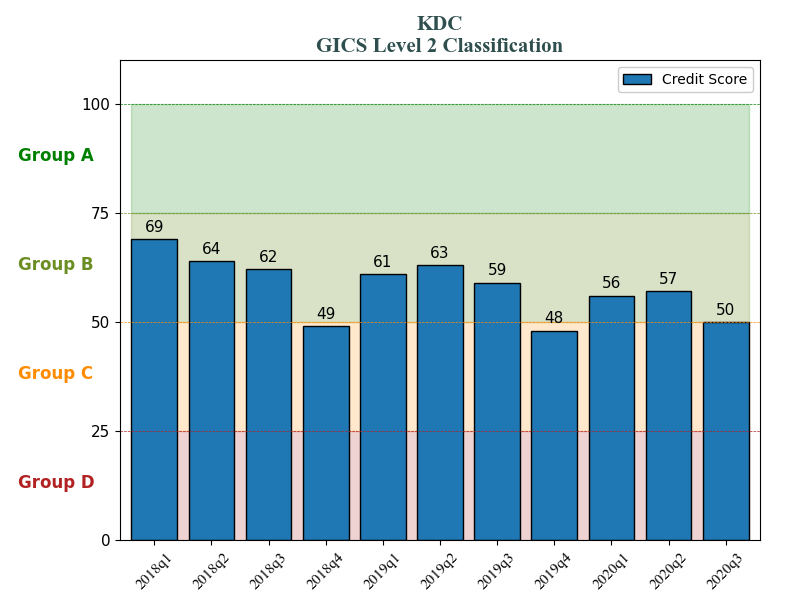 KDC
GICS Level 2 Classification
Credit Score
100
Group A
75
69
64
62
61
63
59
56
57
Group B
50
49
48
50
Group C
25
Group D
0
2018q1
2018q2
2018q3
2018q4
2019q1
2019q2
2019q3
2019q4
2020q1
2020q2
2020q3